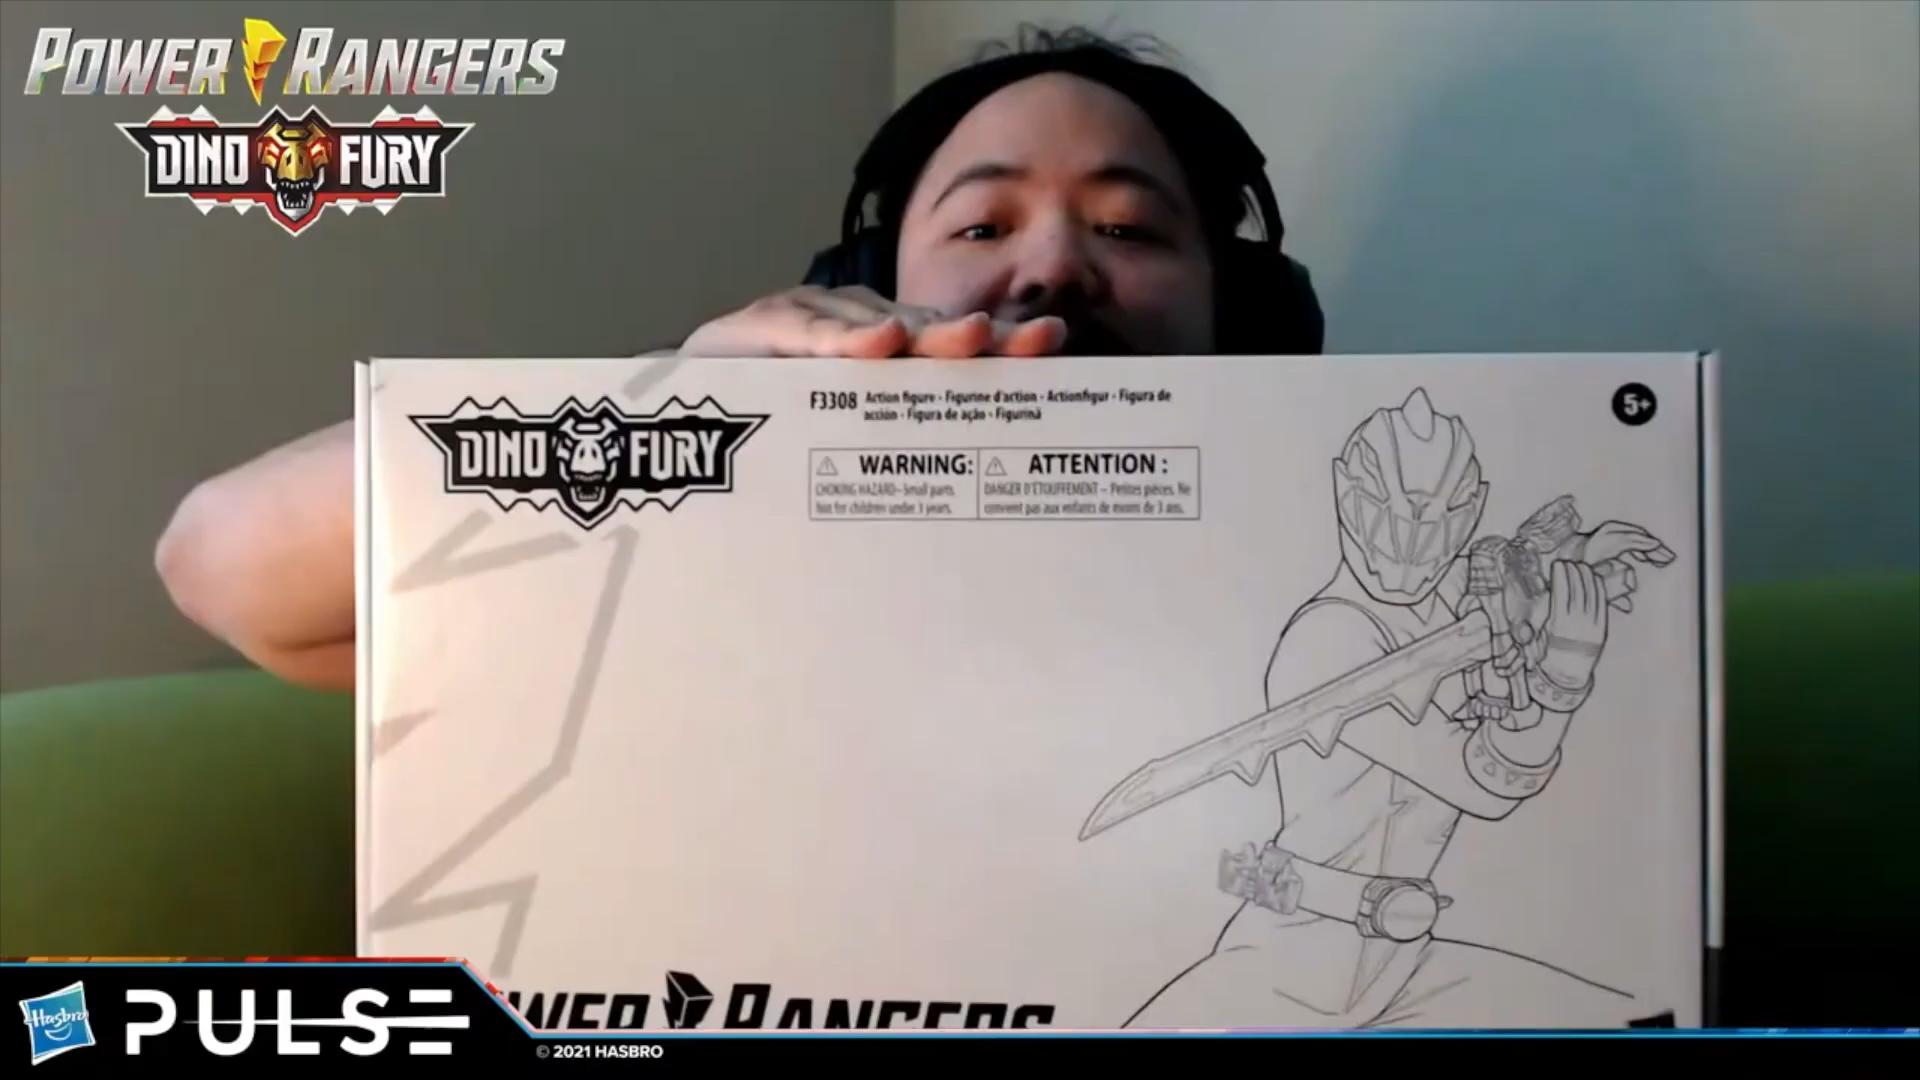 POWER RANGERS
DINO FURY
DINO FURY
F3308 Action figure - Figurine d'action - Actionfigur - Figura de
acción - Figura de ação - Figurină
5+
WARNING:
CHOKING HAZARD–Small parts.
Not for children under 3 years.
ATTENTION :
DANGER D'ÉTOUFFEMENT – Petites pièces. Ne
convient pas aux enfants de moins de 3 ans.
POWER RANGERS
Hasbro
PULSE
© 2021 HASBRO